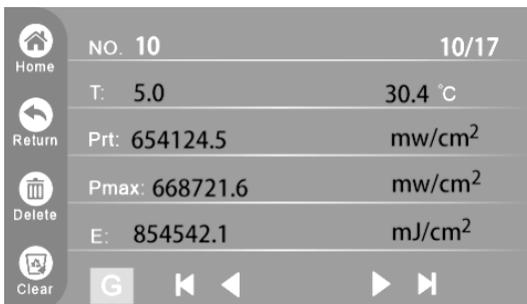 Home
Return
Delete
Clear
NO. 10 10/17
T: 5.0 30.4 °C
Prt: 654124.5 mw/cm²
Pmax: 668721.6 mw/cm²
E: 854542.1 mJ/cm²
G